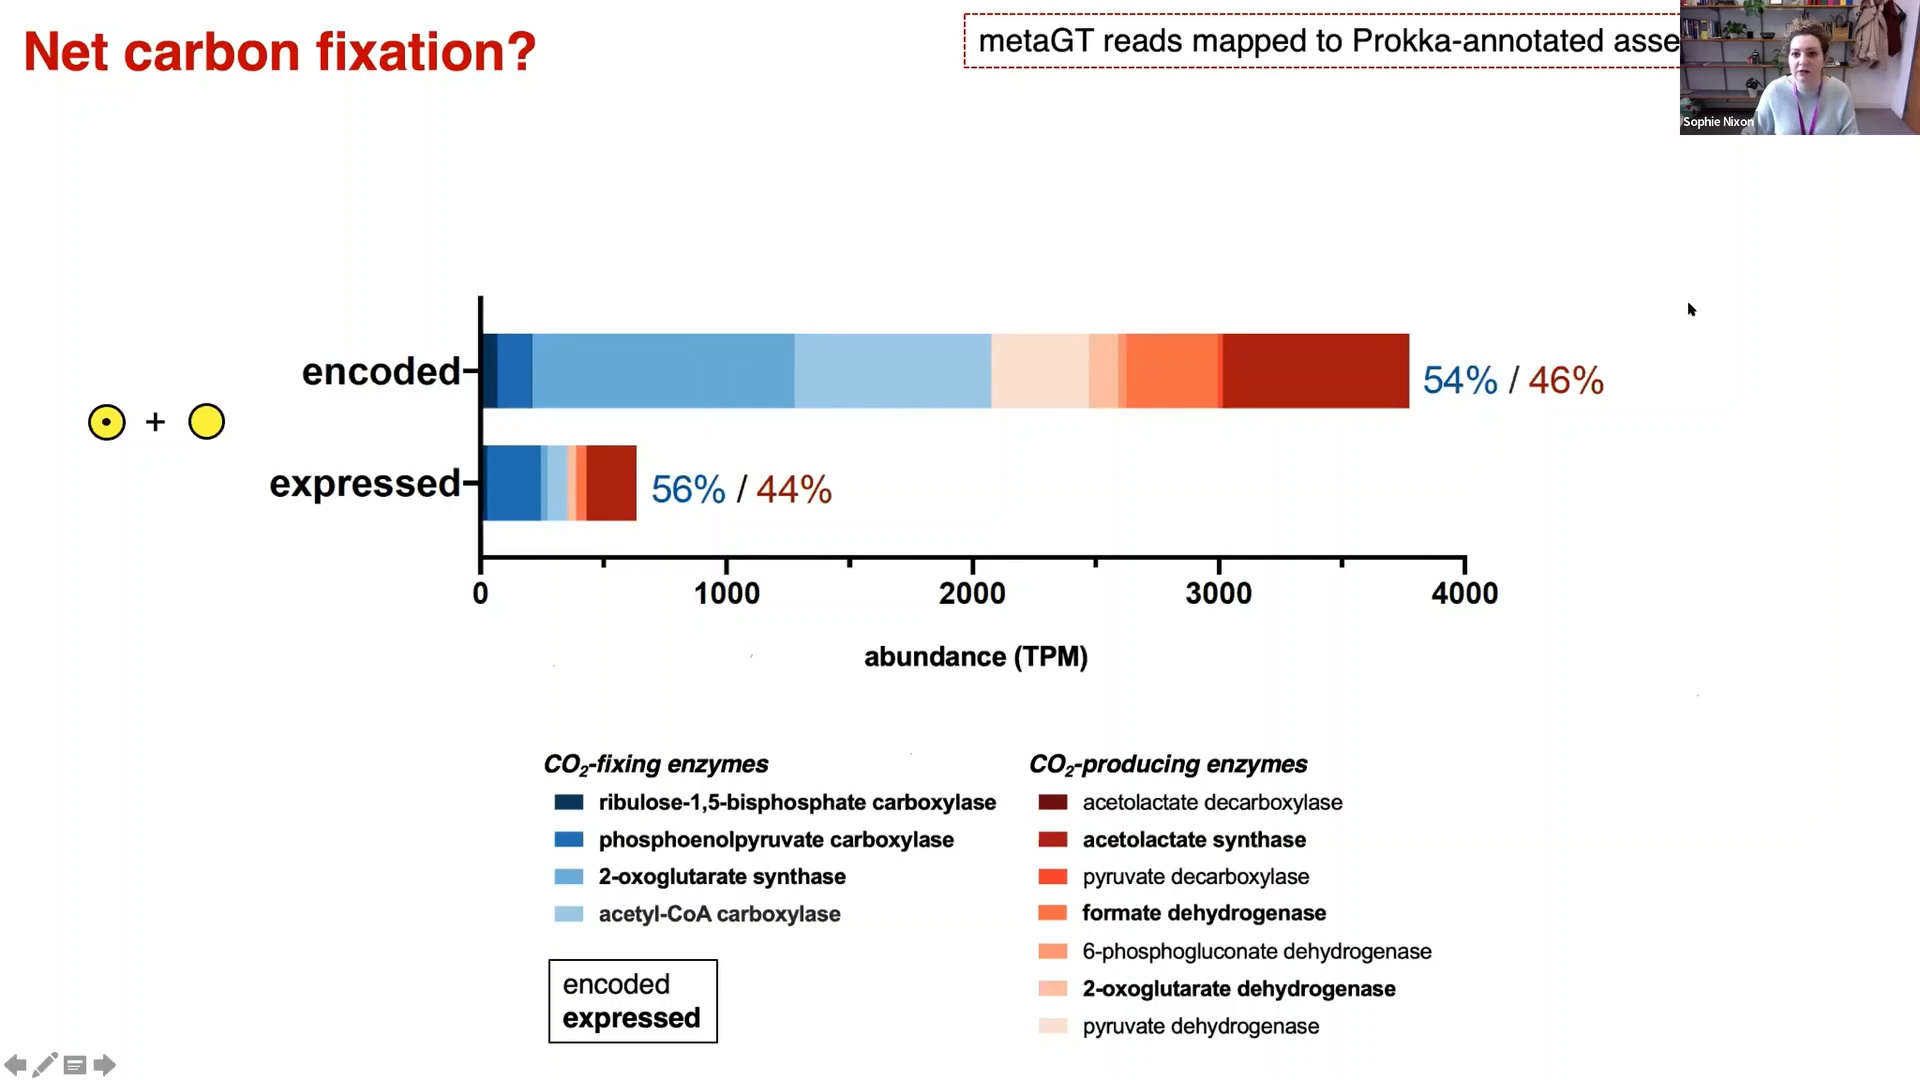 Net carbon fixation?
metaGT reads mapped to Prokka-annotated
Sophie Nixon
encoded
54% / 46%
+
expressed
56% / 44%
0 1000 2000 3000 4000
abundance (TPM)
CO₂-fixing enzymes
ribulose-1,5-bisphosphate carboxylase
phosphoenolpyruvate carboxylase
2-oxoglutarate synthase
acetyl-CoA carboxylase
encoded
expressed
CO₂-producing enzymes
acetolactate decarboxylase
acetolactate synthase
pyruvate decarboxylase
formate dehydrogenase
6-phosphogluconate dehydrogenase
2-oxoglutarate dehydrogenase
pyruvate dehydrogenase